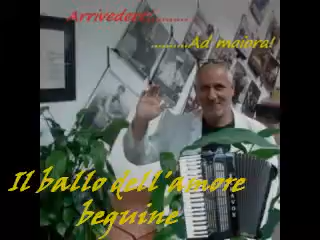 Arrivederci........
..........Ad maiora!
Il ballo dell'amore
beguine